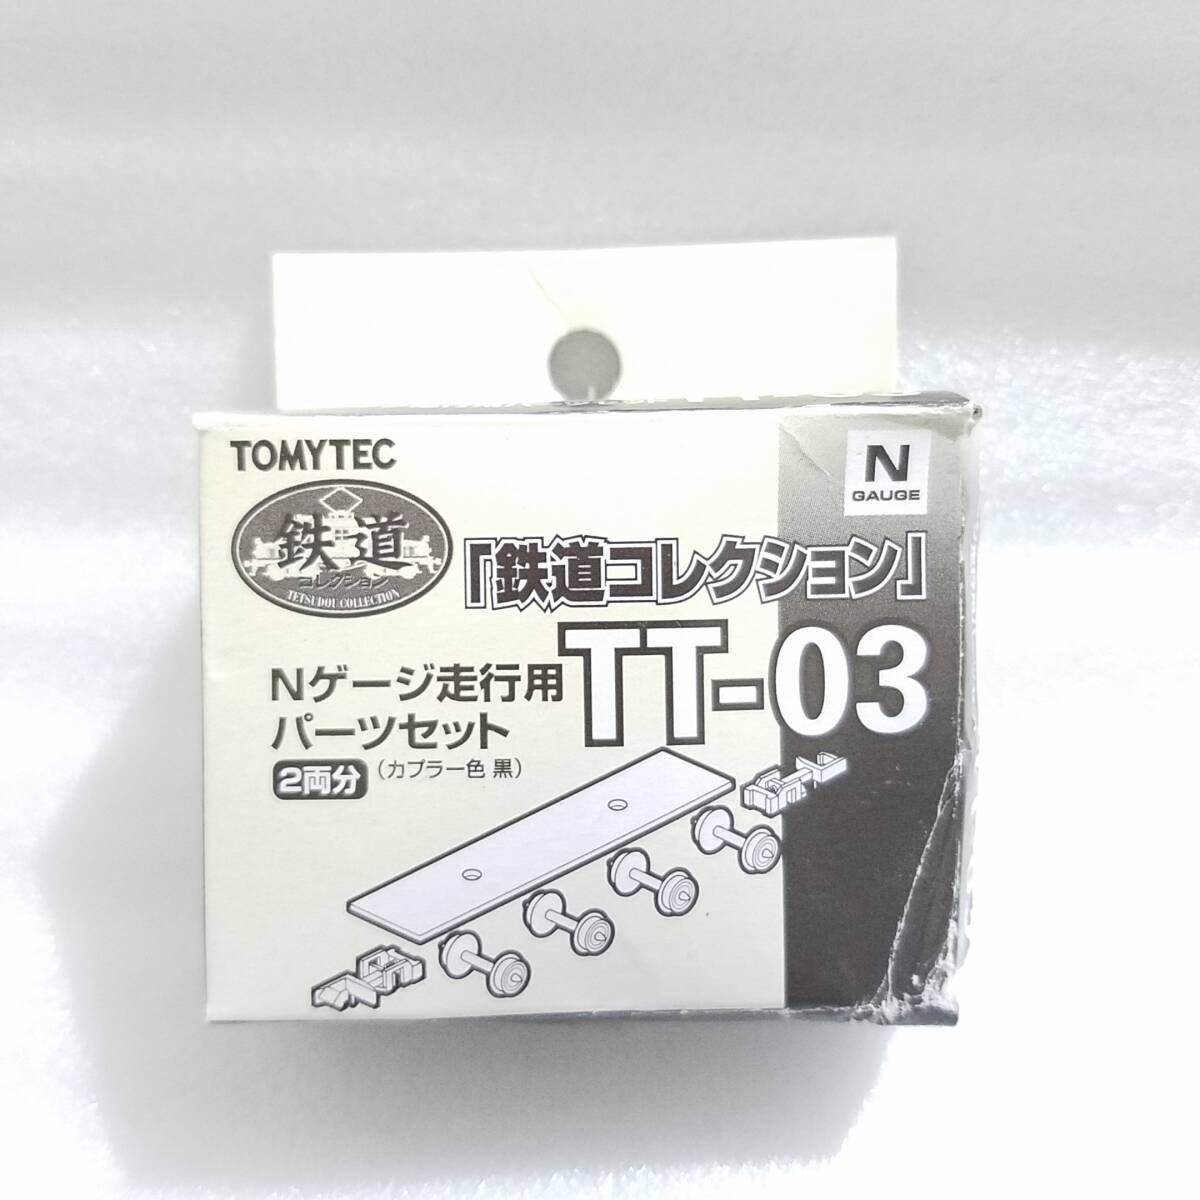 TOMYTEC
N
GAUGE
鉄道
コレクション
TETSUDOU COLLECTION
「鉄道コレクション」
TT-03
Nゲージ走行用
パーツセット
2両分 (カプラー色 黒)